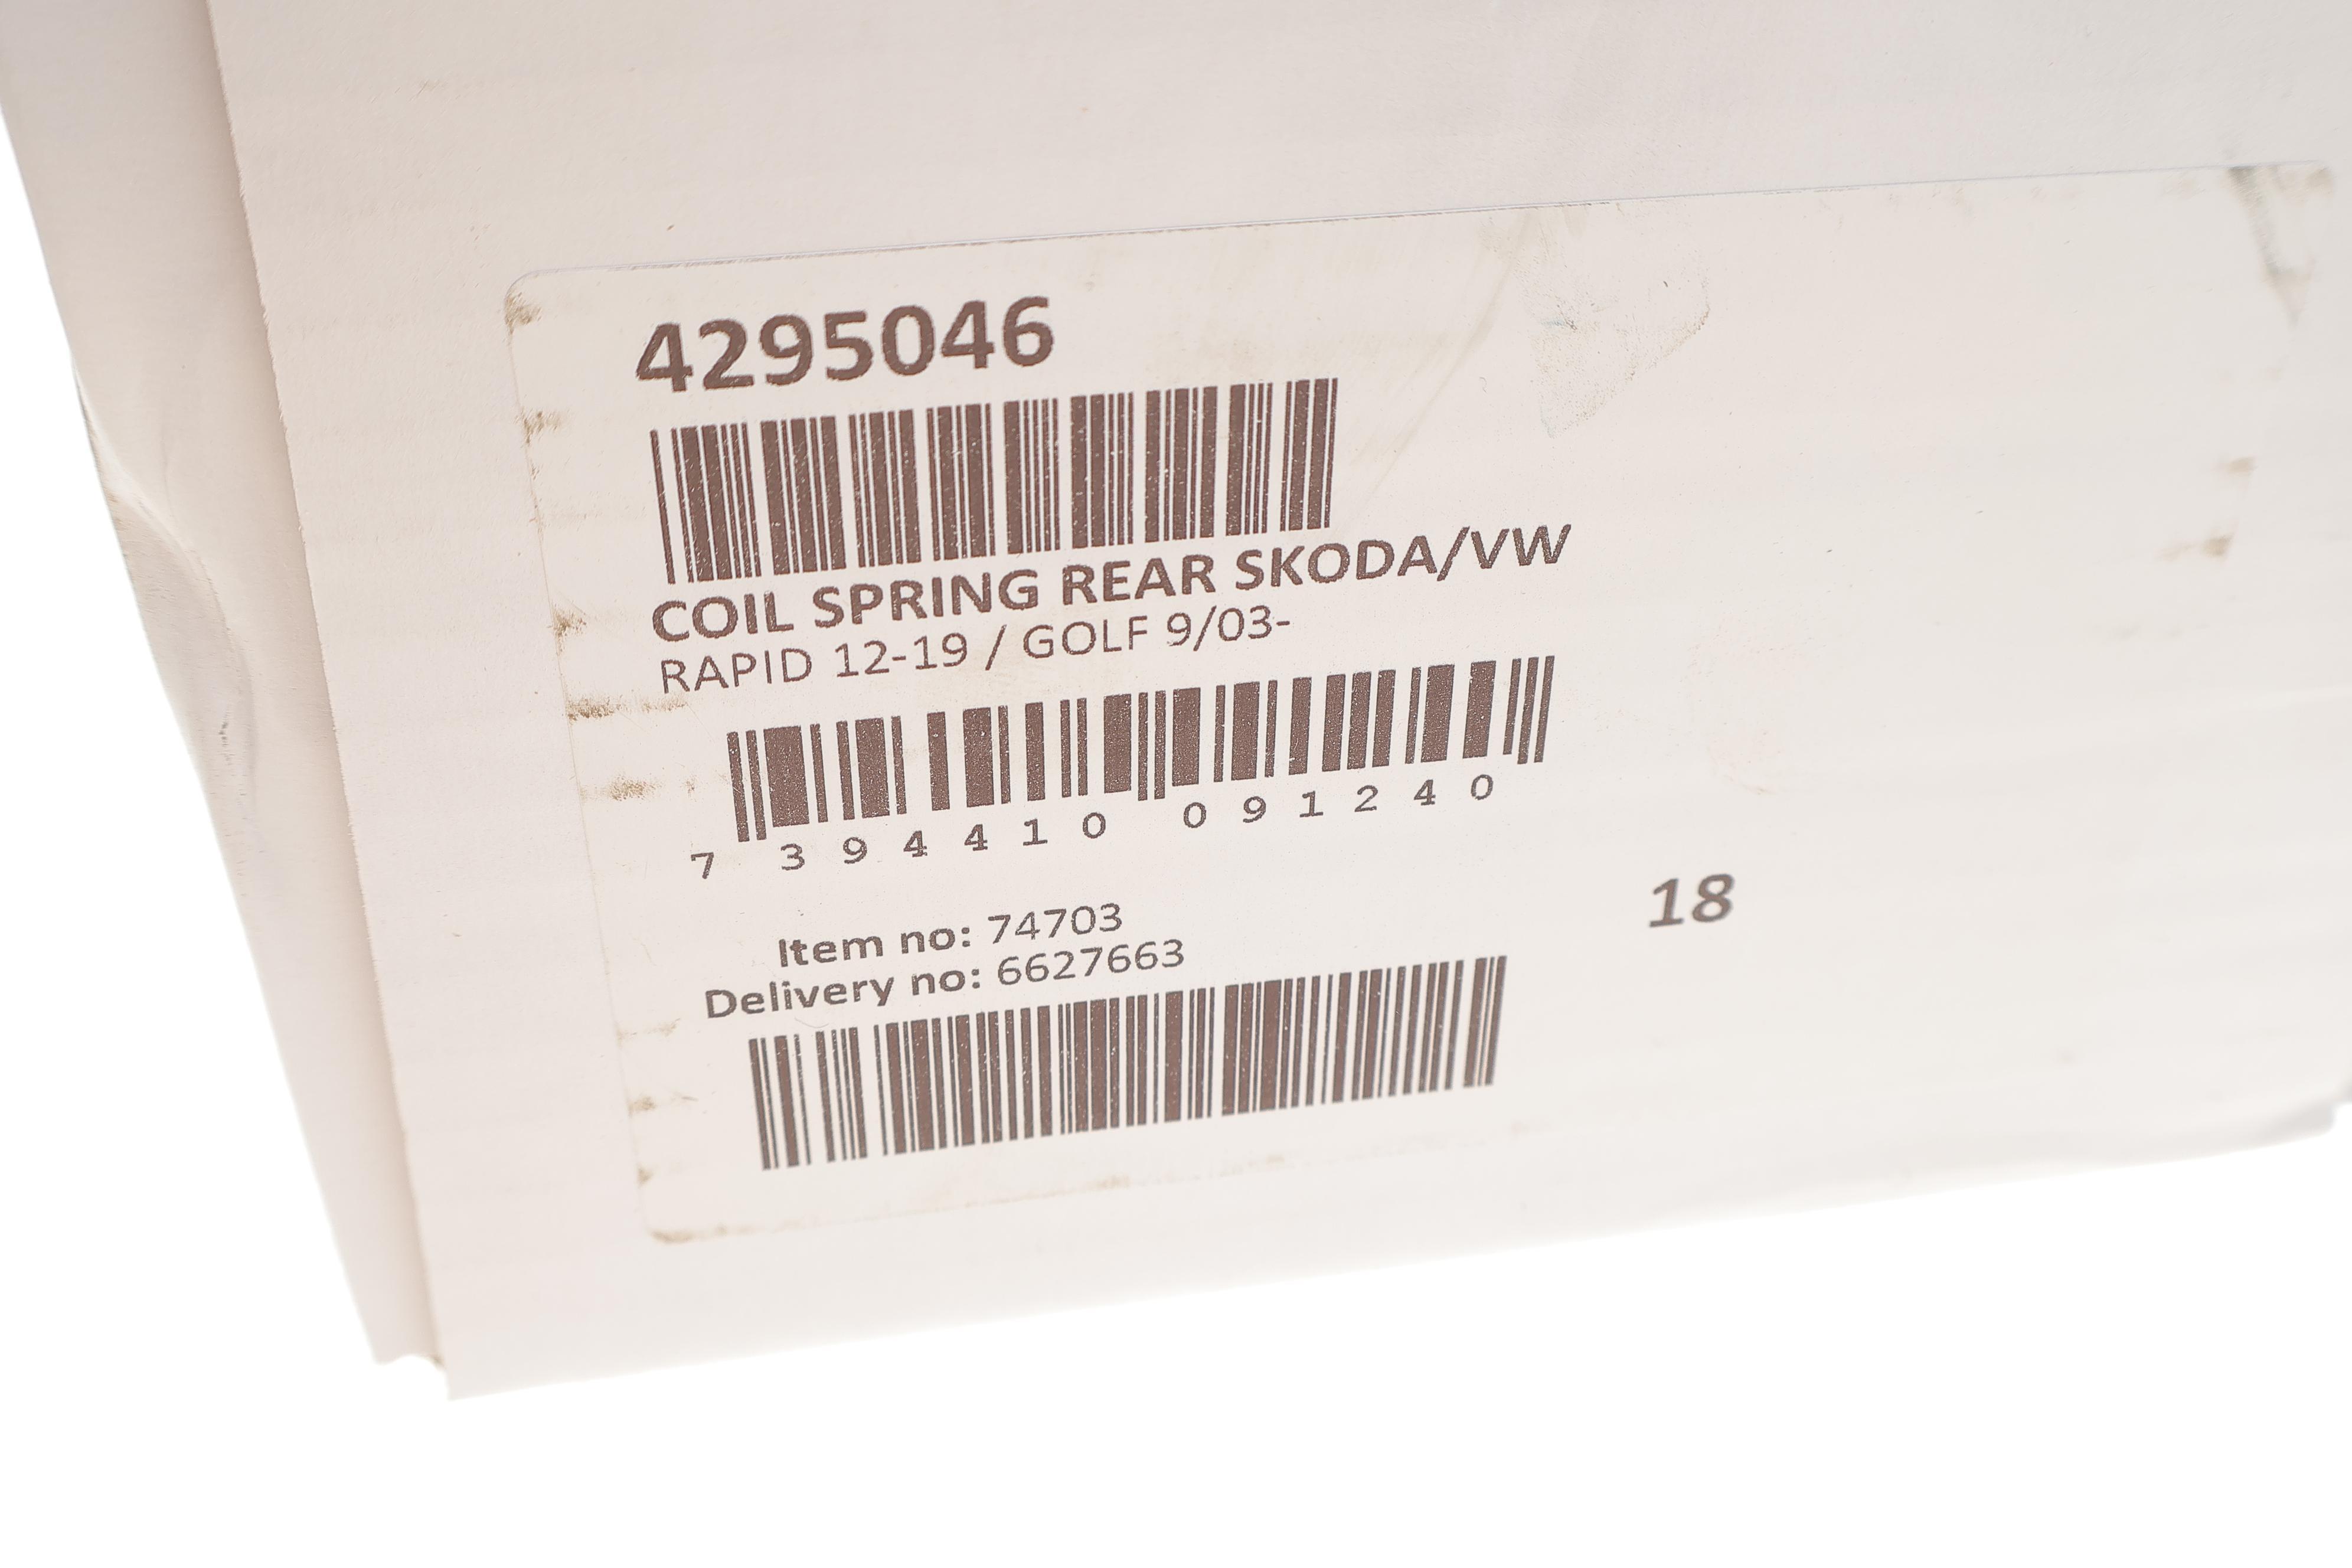 4295046
COIL SPRING REAR SKODA/VW
RAPID 12-19 / GOLF 9/03-
7 394410 091240
Item no: 74703
Delivery no: 6627663
18